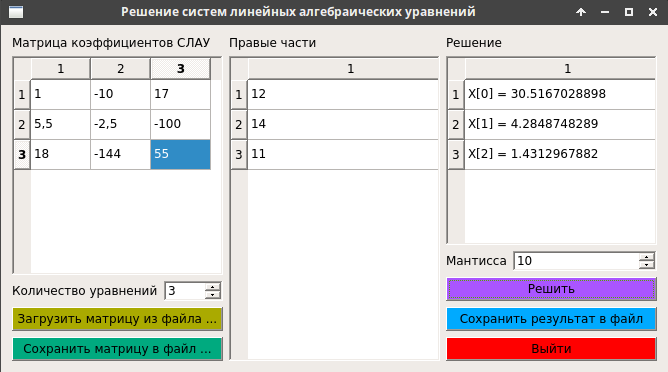 Решение систем линейных алгебраических уравнений
Матрица коэффициентов СЛАУ
1 2 3
1 1 -10 17
2 5,5 -2,5 -100
3 18 -144 55
Количество уравнений 3
Загрузить матрицу из файла ...
Сохранить матрицу в файл ...
Правые части
1
1 12
2 14
3 11
Решение
1
1 X[0] = 30.5167028898
2 X[1] = 4.2848748289
3 X[2] = 1.4312967882
Мантисса 10
Решить
Сохранить результат в файл
Выйти